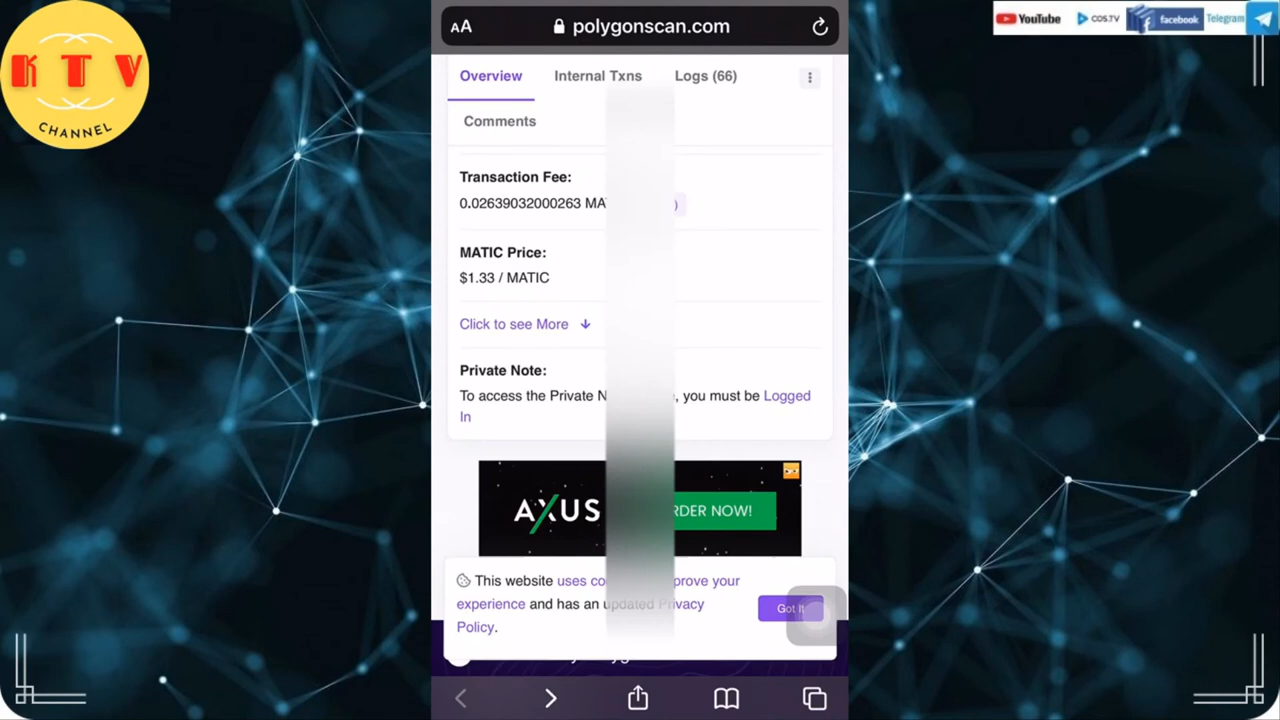 K T V
CHANNEL
YouTube
COS.TV
facebook
Telegram
AA
polygonscan.com
Overview
Internal Txns
Logs (66)
Comments
Transaction Fee:
0.02639032000263 MA
)
MATIC Price:
$1.33 / MATIC
Click to see More
Private Note:
To access the Private N , you must be Logged
In
AXUS
RDER NOW!
This website uses co prove your
experience and has an updated Privacy
Policy.
Got It